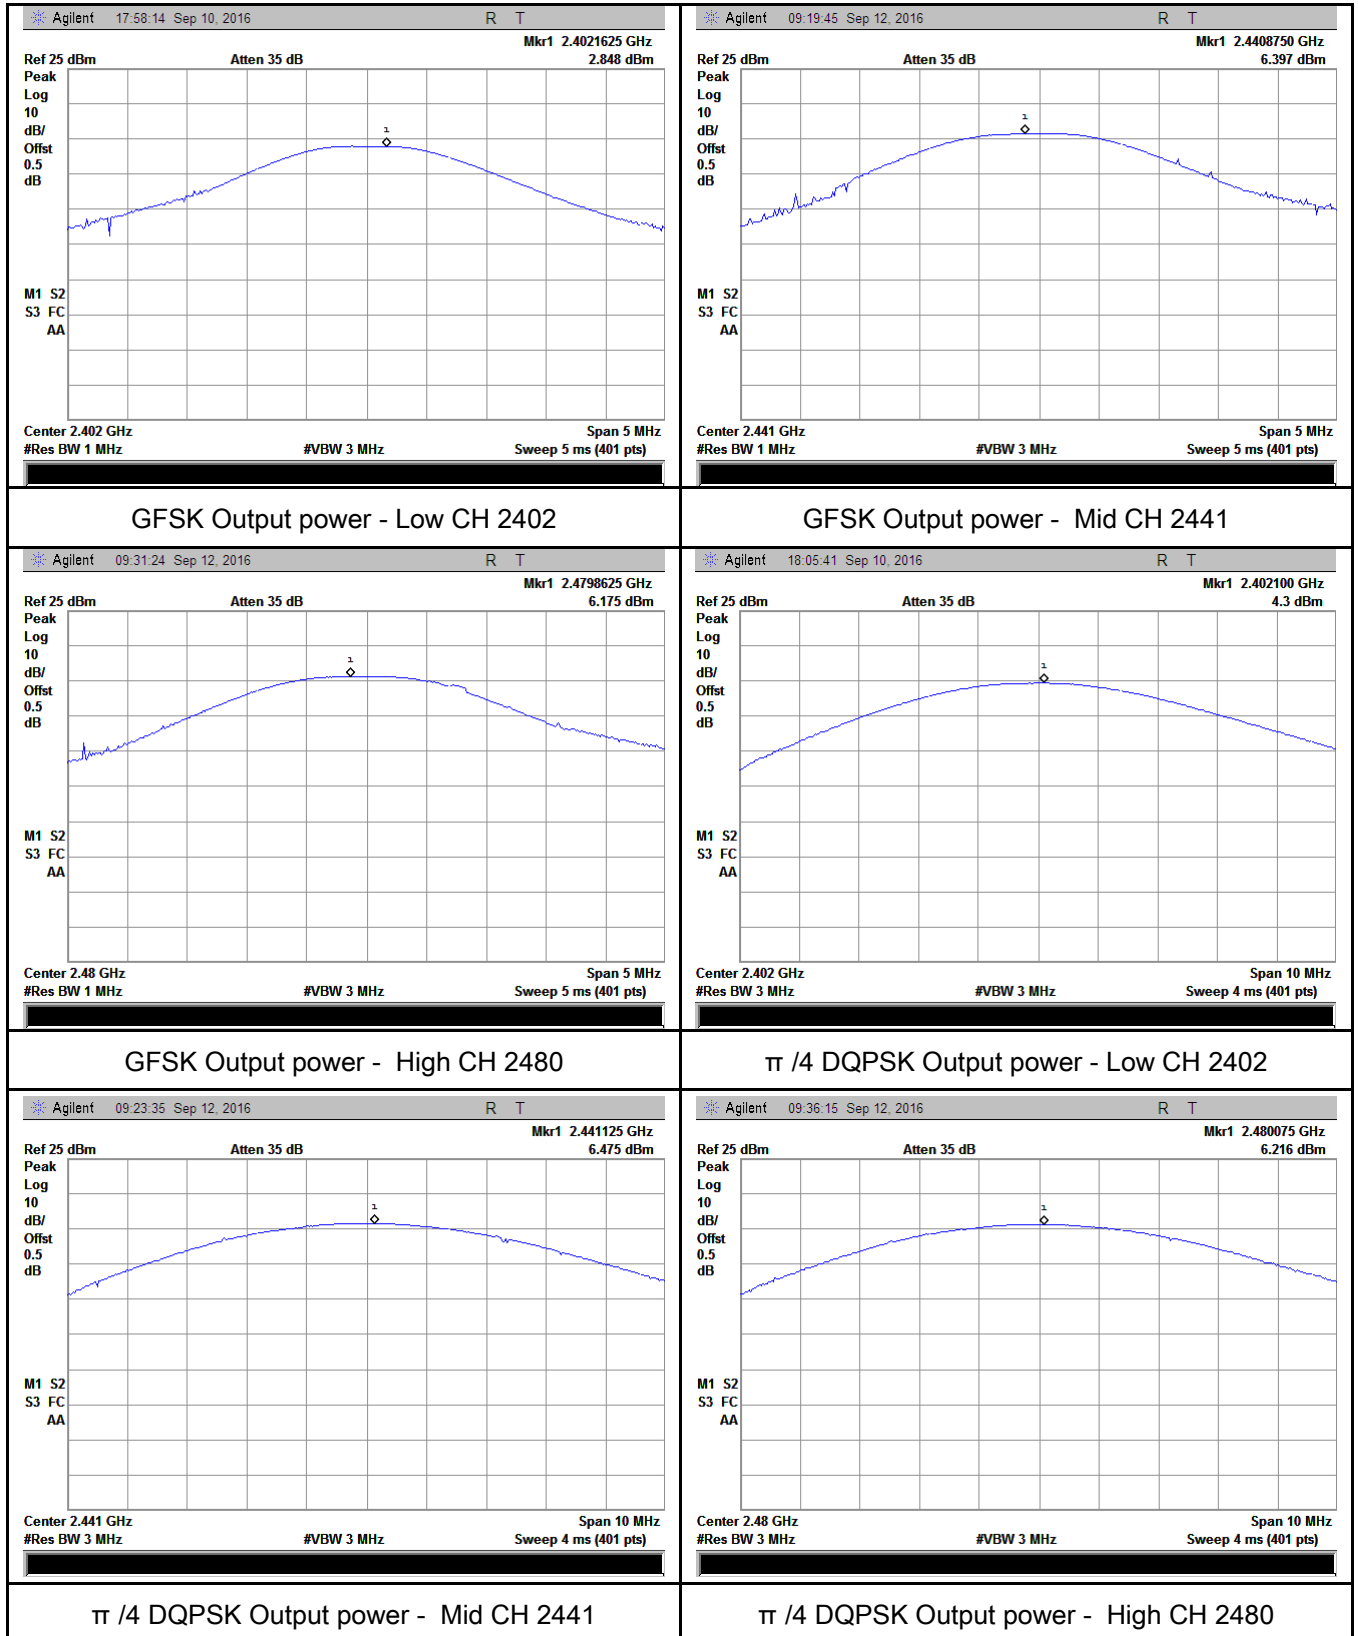 Agilent 17:58:14 Sep 10, 2016 R T
Mkr1 2.4021625 GHz
Ref 25 dBm Atten 35 dB 2.848 dBm
Peak
Log
10
dB/
Offst
0.5
dB
1
M1 S2
S3 FC
AA
Center 2.402 GHz Span 5 MHz
#Res BW 1 MHz #VBW 3 MHz Sweep 5 ms (401 pts)
GFSK Output power - Low CH 2402
Agilent 09:19:45 Sep 12, 2016 R T
Mkr1 2.4408750 GHz
Ref 25 dBm Atten 35 dB 6.397 dBm
Peak
Log
10
dB/
Offst
0.5
dB
1
M1 S2
S3 FC
AA
Center 2.441 GHz Span 5 MHz
#Res BW 1 MHz #VBW 3 MHz Sweep 5 ms (401 pts)
GFSK Output power - Mid CH 2441
Agilent 09:31:24 Sep 12, 2016 R T
Mkr1 2.4798625 GHz
Ref 25 dBm Atten 35 dB 6.175 dBm
Peak
Log
10
dB/
Offst
0.5
dB
1
M1 S2
S3 FC
AA
Center 2.48 GHz Span 5 MHz
#Res BW 1 MHz #VBW 3 MHz Sweep 5 ms (401 pts)
GFSK Output power - High CH 2480
Agilent 18:05:41 Sep 10, 2016 R T
Mkr1 2.402100 GHz
Ref 25 dBm Atten 35 dB 4.3 dBm
Peak
Log
10
dB/
Offst
0.5
dB
1
M1 S2
S3 FC
AA
Center 2.402 GHz Span 10 MHz
#Res BW 3 MHz #VBW 3 MHz Sweep 4 ms (401 pts)
π /4 DQPSK Output power - Low CH 2402
Agilent 09:23:35 Sep 12, 2016 R T
Mkr1 2.441125 GHz
Ref 25 dBm Atten 35 dB 6.475 dBm
Peak
Log
10
dB/
Offst
0.5
dB
1
M1 S2
S3 FC
AA
Center 2.441 GHz Span 10 MHz
#Res BW 3 MHz #VBW 3 MHz Sweep 4 ms (401 pts)
π /4 DQPSK Output power - Mid CH 2441
Agilent 09:36:15 Sep 12, 2016 R T
Mkr1 2.480075 GHz
Ref 25 dBm Atten 35 dB 6.216 dBm
Peak
Log
10
dB/
Offst
0.5
dB
1
M1 S2
S3 FC
AA
Center 2.48 GHz Span 10 MHz
#Res BW 3 MHz #VBW 3 MHz Sweep 4 ms (401 pts)
π /4 DQPSK Output power - High CH 2480